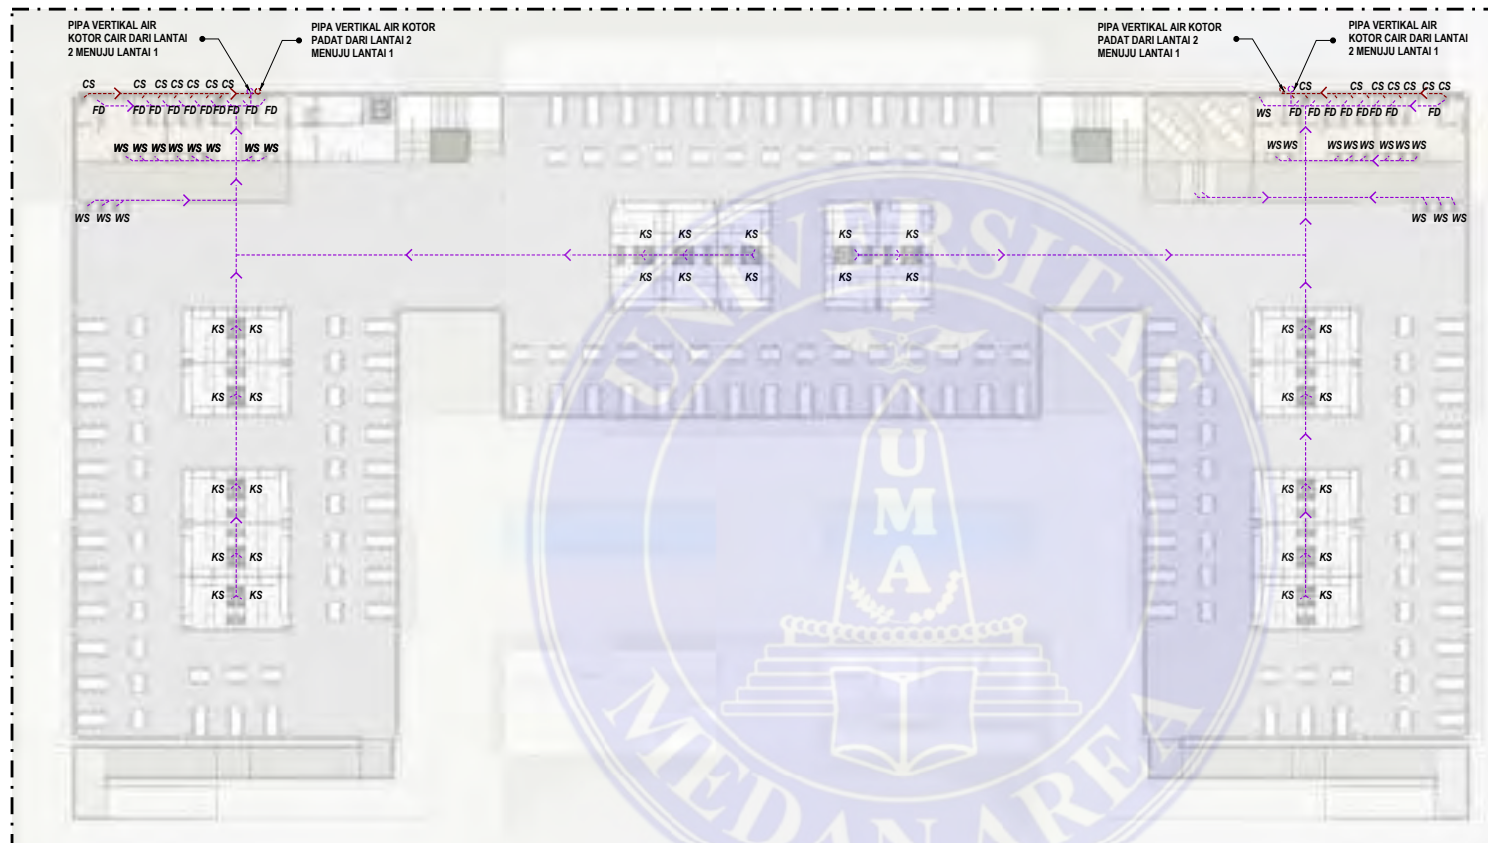 PIPA VERTIKAL AIR
KOTOR CAIR DARI LANTAI
2 MENUJU LANTAI 1
PIPA VERTIKAL AIR KOTOR
PADAT DARI LANTAI 2
MENUJU LANTAI 1
PIPA VERTIKAL AIR KOTOR
PADAT DARI LANTAI 2
MENUJU LANTAI 1
PIPA VERTIKAL AIR
KOTOR CAIR DARI LANTAI
2 MENUJU LANTAI 1
CS CS CS CS CS CS CS CS CS CS CS CS CS CS
FD FD FD FD FD FD FD FD FD WS FD FD FD FD FD FD FD
WS WS WS WS WS WS WS WS WS WS WS WS WS WS WS WS
WS WS WS WS WS WS
KS KS KS KS KS
KS KS KS KS KS
KS KS KS KS
KS KS KS KS
KS KS KS KS
KS KS KS KS
KS KS KS KS
UNIVERSITAS
UMA
MEDAN AREA